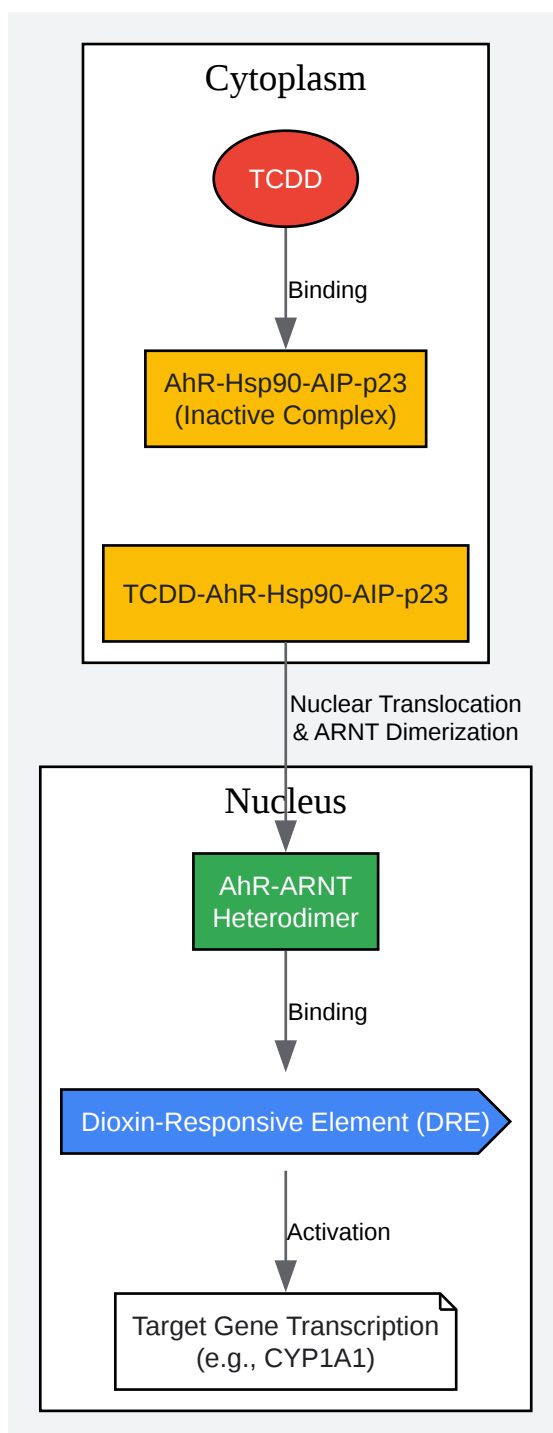 Cytoplasm
TCDD
Binding
AhR-Hsp90-AIP-p23
(Inactive Complex)
TCDD-AhR-Hsp90-AIP-p23
Nuclear Translocation
& ARNT Dimerization
Nucleus
AhR-ARNT
Heterodimer
Binding
Dioxin-Responsive Element (DRE)
Activation
Target Gene Transcription
(e.g., CYP1A1)